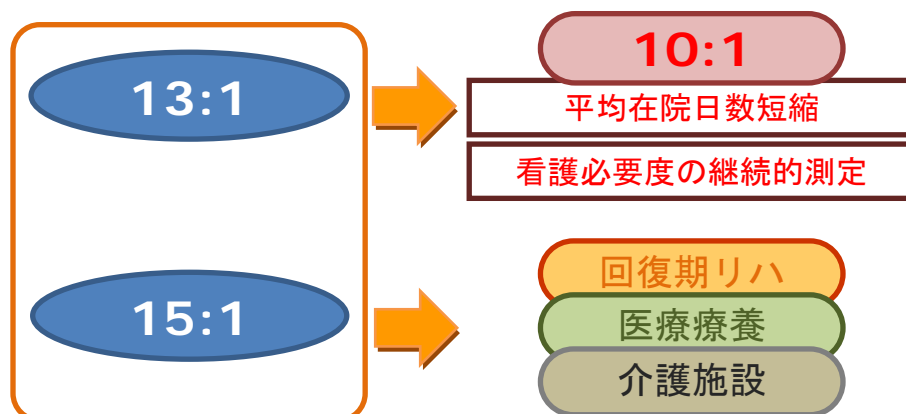 13:1
10:1
平均在院日数短縮
看護必要度の継続的測定
15:1
回復期リハ
医療療養
介護施設